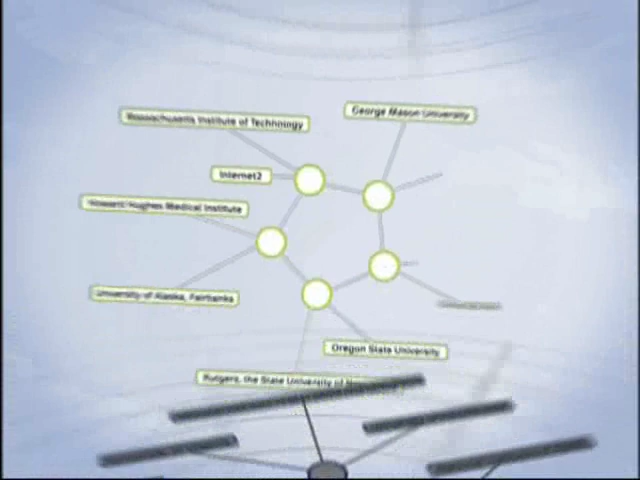 George Mason University
Massachusetts Institute of Technology
Internet2
Howard Hughes Medical Institute
University of Alaska, Fairbanks
Oregon State University
Rutgers, the State University of